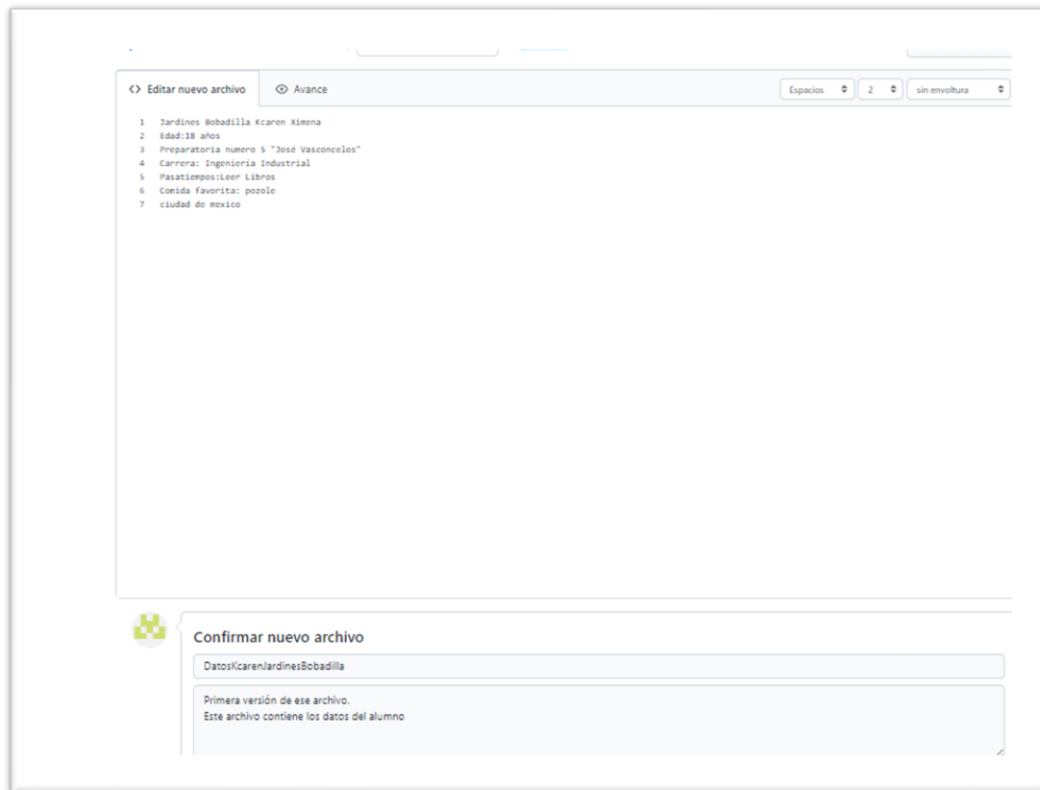 Editar nuevo archivo
Avance
Espacios 2 sin envoltura
1 Jardines Bobadilla Kcaren Ximena
2 Edad:18 años
3 Preparatoria numero 5 "José Vasconcelos"
4 Carrera: Ingeniería Industrial
5 Pasatiempos:Leer Libros
6 Comida favorita: pozole
7 ciudad de mexico
Confirmar nuevo archivo
DatosKcarenJardinesBobadilla
Primera versión de ese archivo.
Este archivo contiene los datos del alumno